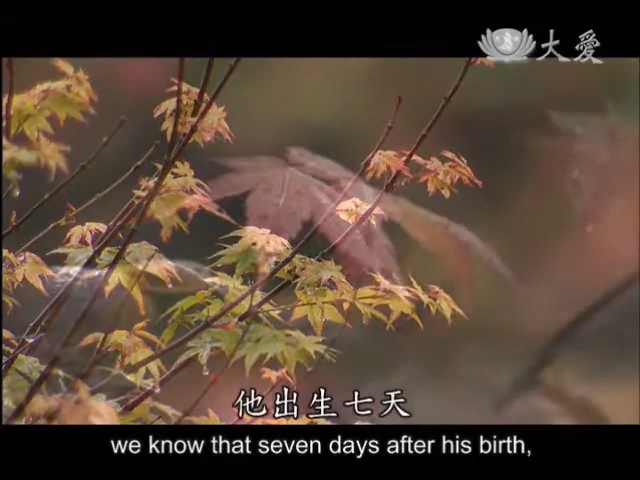 大愛
他出生七天
we know that seven days after his birth,